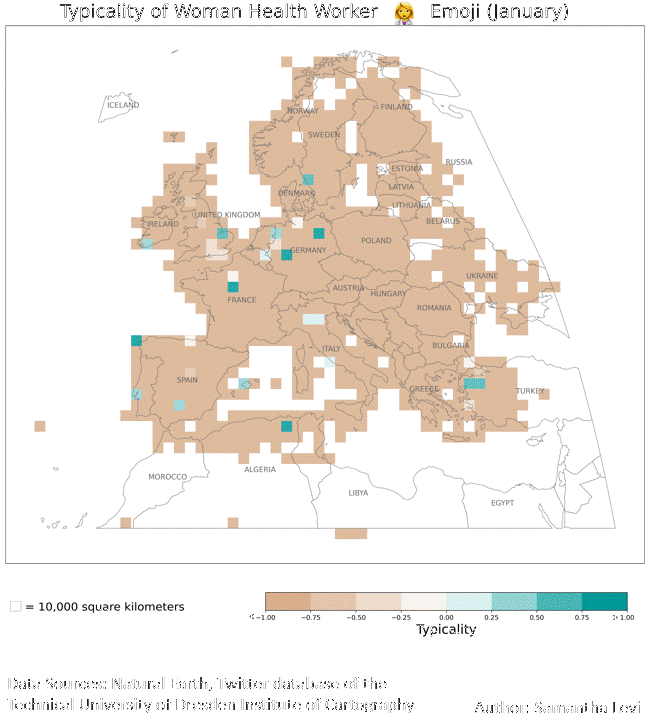 Typicality of Woman Health Worker 👩‍⚕️ Emoji (January)
ICELAND
NORWAY
FINLAND
SWEDEN
RUSSIA
ESTONIA
LATVIA
DENMARK
LITHUANIA
UNITED KINGDOM
IRELAND
BELARUS
POLAND
GERMANY
UKRAINE
AUSTRIA
HUNGARY
FRANCE
ROMANIA
ITALY
BULGARIA
SPAIN
GREECE
TURKEY
ALGERIA
MOROCCO
LIBYA
EGYPT
= 10,000 square kilometers
<−1.00 −0.75 −0.50 −0.25 0.00 0.25 0.50 0.75 >1.00
Typicality
Data Sources: Natural Earth, Twitter database of the
Technical University of Dresden Institute of Cartography
Author: Samantha Levi